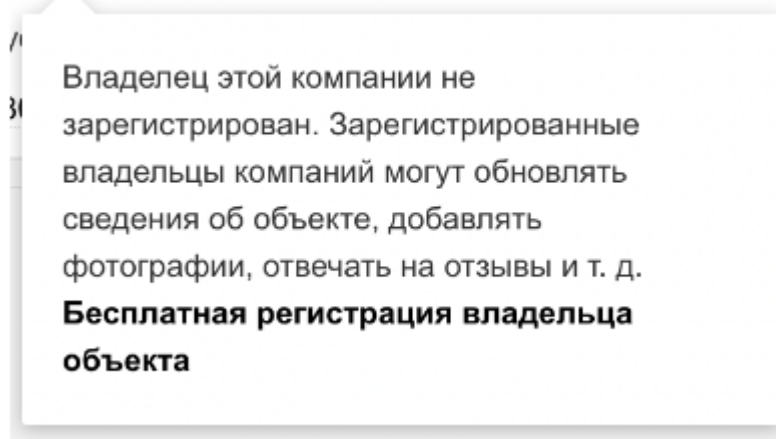 Владелец этой компании не
зарегистрирован. Зарегистрированные
владельцы компаний могут обновлять
сведения об объекте, добавлять
фотографии, отвечать на отзывы и т. д.
Бесплатная регистрация владельца
объекта